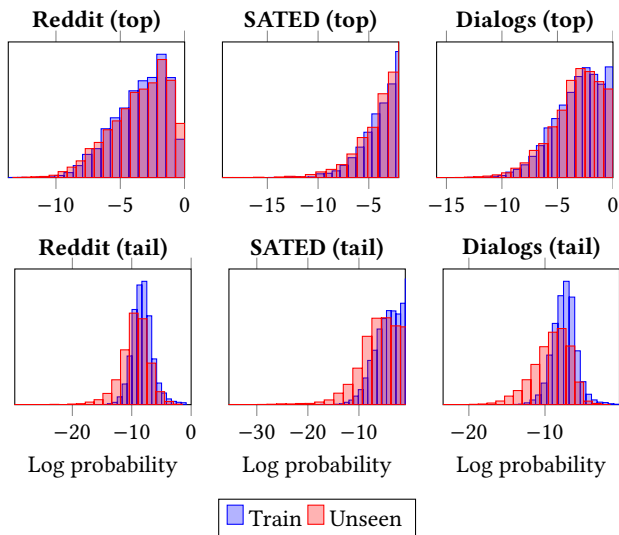 Reddit (top) SATED (top) Dialogs (top)
−10 −5 0 −15 −10 −5 −15 −10 −5 0
Reddit (tail) SATED (tail) Dialogs (tail)
−20 −10 0 −30 −20 −10 −20 −10
Log probability Log probability Log probability
Train Unseen